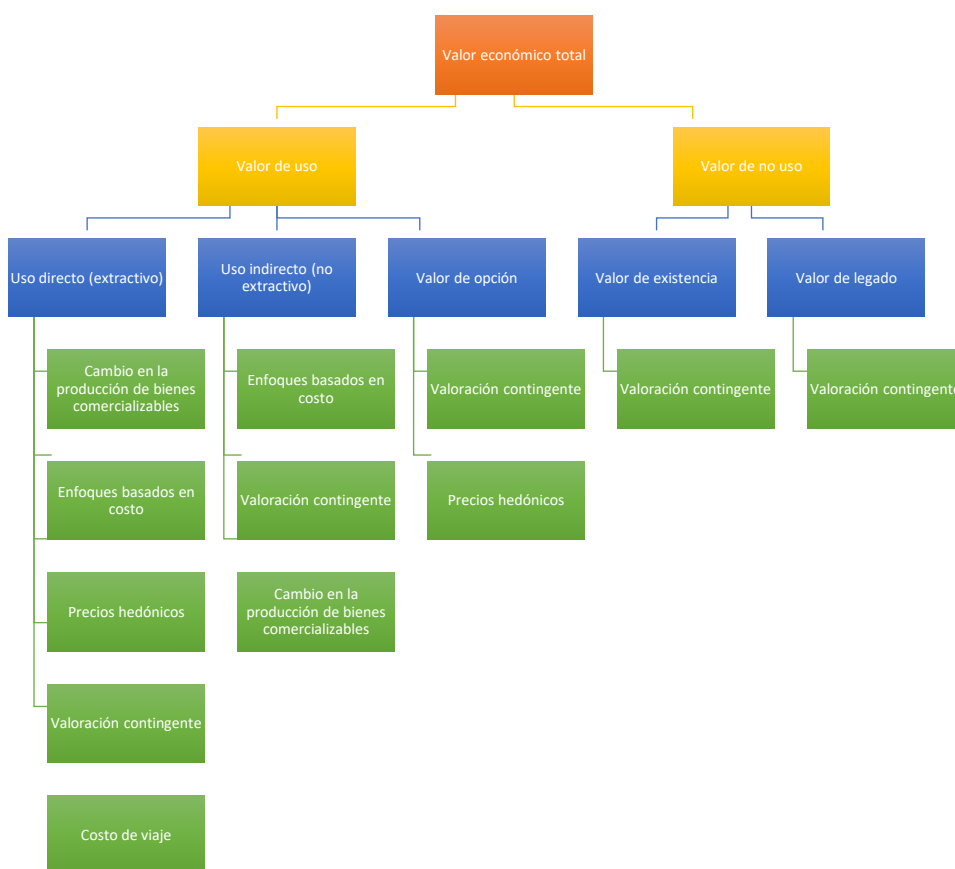 Valor económico total
Valor de uso
Valor de no uso
Uso directo (extractivo)
Uso indirecto (no
extractivo)
Valor de opción
Valor de existencia
Valor de legado
Cambio en la
producción de bienes
comercializables
Enfoques basados en
costo
Valoración contingente
Valoración contingente
Valoración contingente
Enfoques basados en
costo
Valoración contingente
Precios hedónicos
Precios hedónicos
Cambio en la
producción de bienes
comercializables
Valoración contingente
Costo de viaje